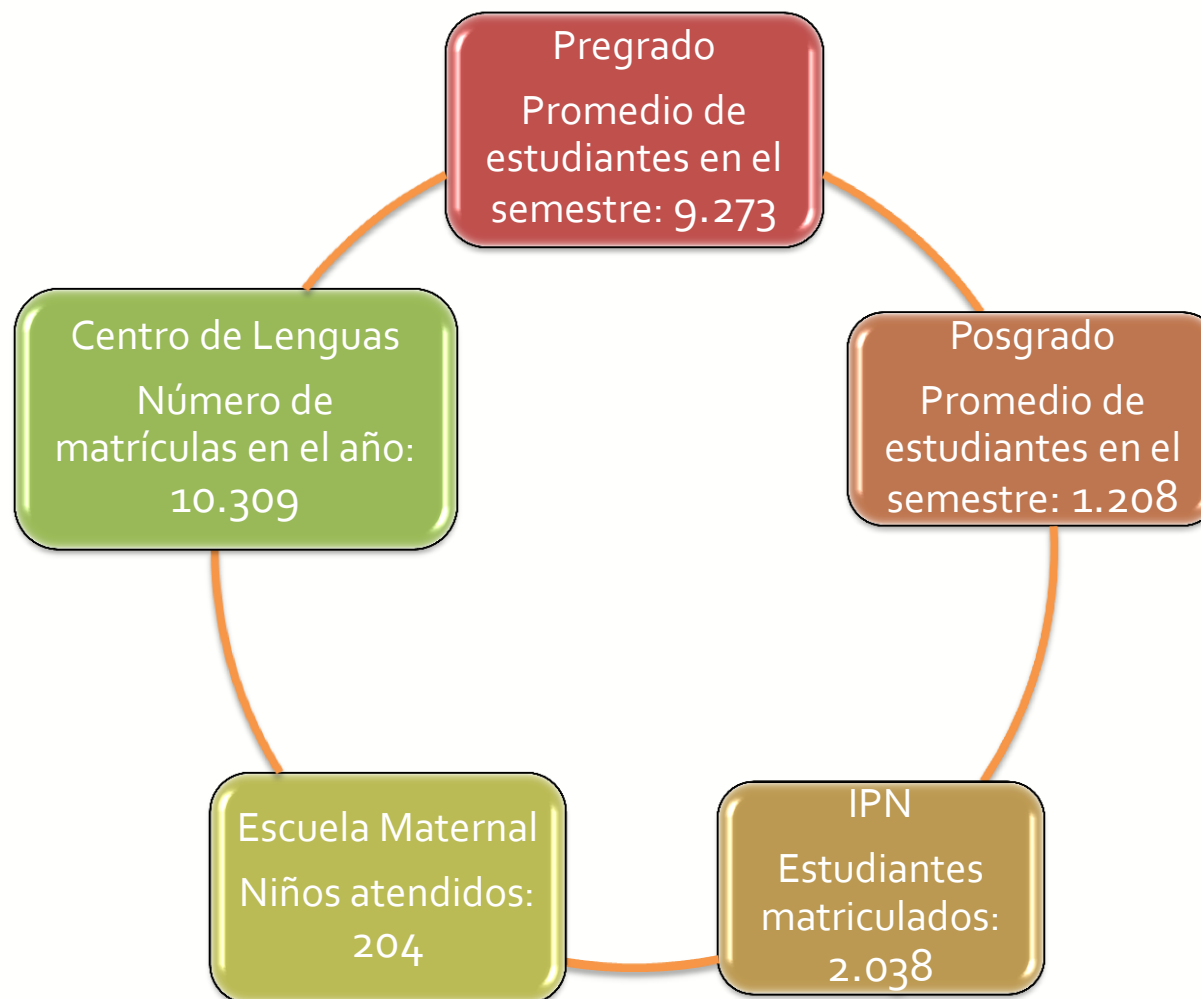 Pregrado
Promedio de
estudiantes en el
semestre: 9.273
Centro de Lenguas
Número de
matrículas en el año:
10.309
Posgrado
Promedio de
estudiantes en el
semestre: 1.208
Escuela Maternal
Niños atendidos:
204
IPN
Estudiantes
matriculados:
2.038